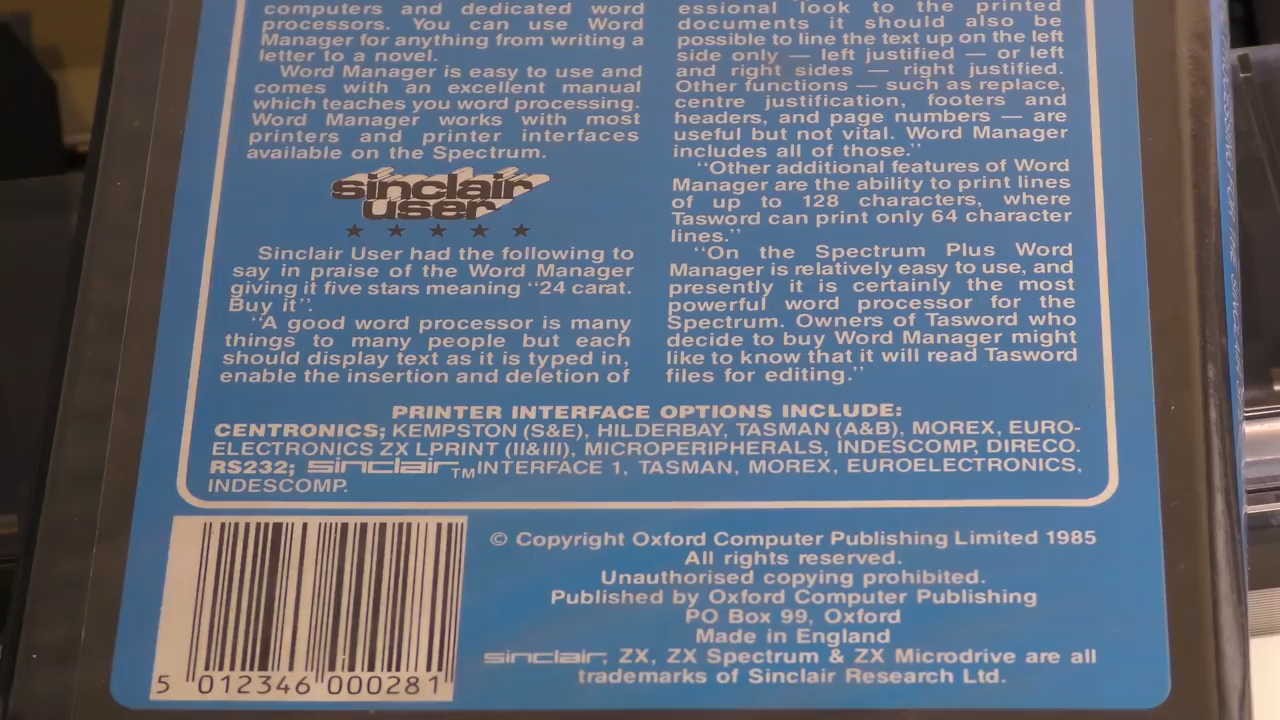 computers and dedicated word
processors. You can use Word
Manager for anything from writing a
letter to a novel.
Word Manager is easy to use and
comes with an excellent manual
which teaches you word processing.
Word Manager works with most
printers and printer interfaces
available on the Spectrum.
sinclair
user
★ ★ ★ ★ ★
Sinclair User had the following to
say in praise of the Word Manager
giving it five stars meaning "24 carat.
Buy it".
"A good word processor is many
things to many people but each
should display text as it is typed in,
enable the insertion and deletion of
essional look to the printed
documents it should also be
possible to line the text up on the left
side only — left justified — or left
and right sides — right justified.
Other functions — such as replace,
centre justification, footers and
headers, and page numbers — are
useful but not vital. Word Manager
includes all of those."
"Other additional features of Word
Manager are the ability to print lines
of up to 128 characters, where
Tasword can print only 64 character
lines."
"On the Spectrum Plus Word
Manager is relatively easy to use, and
presently it is certainly the most
powerful word processor for the
Spectrum. Owners of Tasword who
decide to buy Word Manager might
like to know that it will read Tasword
files for editing."
PRINTER INTERFACE OPTIONS INCLUDE:
CENTRONICS; KEMPSTON (S&E), HILDERBAY, TASMAN (A&B), MOREX, EURO-
ELECTRONICS ZX LPRINT (II&III), MICROPERIPHERALS, INDESCOMP, DIRECO.
RS232; sinclair TM INTERFACE 1, TASMAN, MOREX, EUROELECTRONICS,
INDESCOMP.
5 012346 000281
© Copyright Oxford Computer Publishing Limited 1985
All rights reserved.
Unauthorised copying prohibited.
Published by Oxford Computer Publishing
PO Box 99, Oxford
Made in England
sinclair, ZX, ZX Spectrum & ZX Microdrive are all
trademarks of Sinclair Research Ltd.